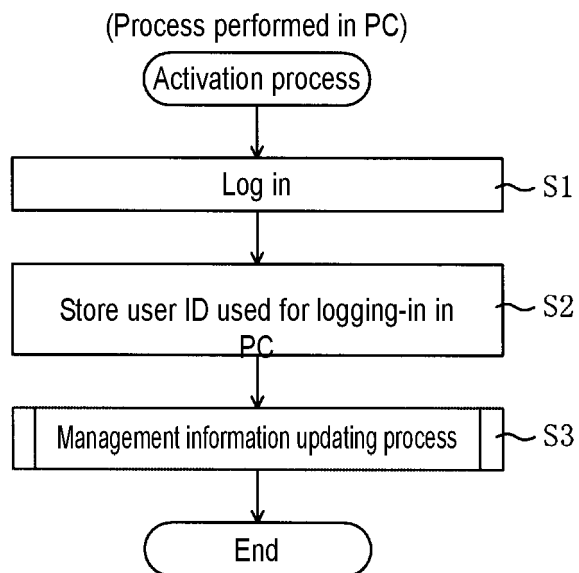 (Process performed in PC)
Activation process
Log in
S1
Store user ID used for logging-in in
PC
S2
Management information updating process
S3
End